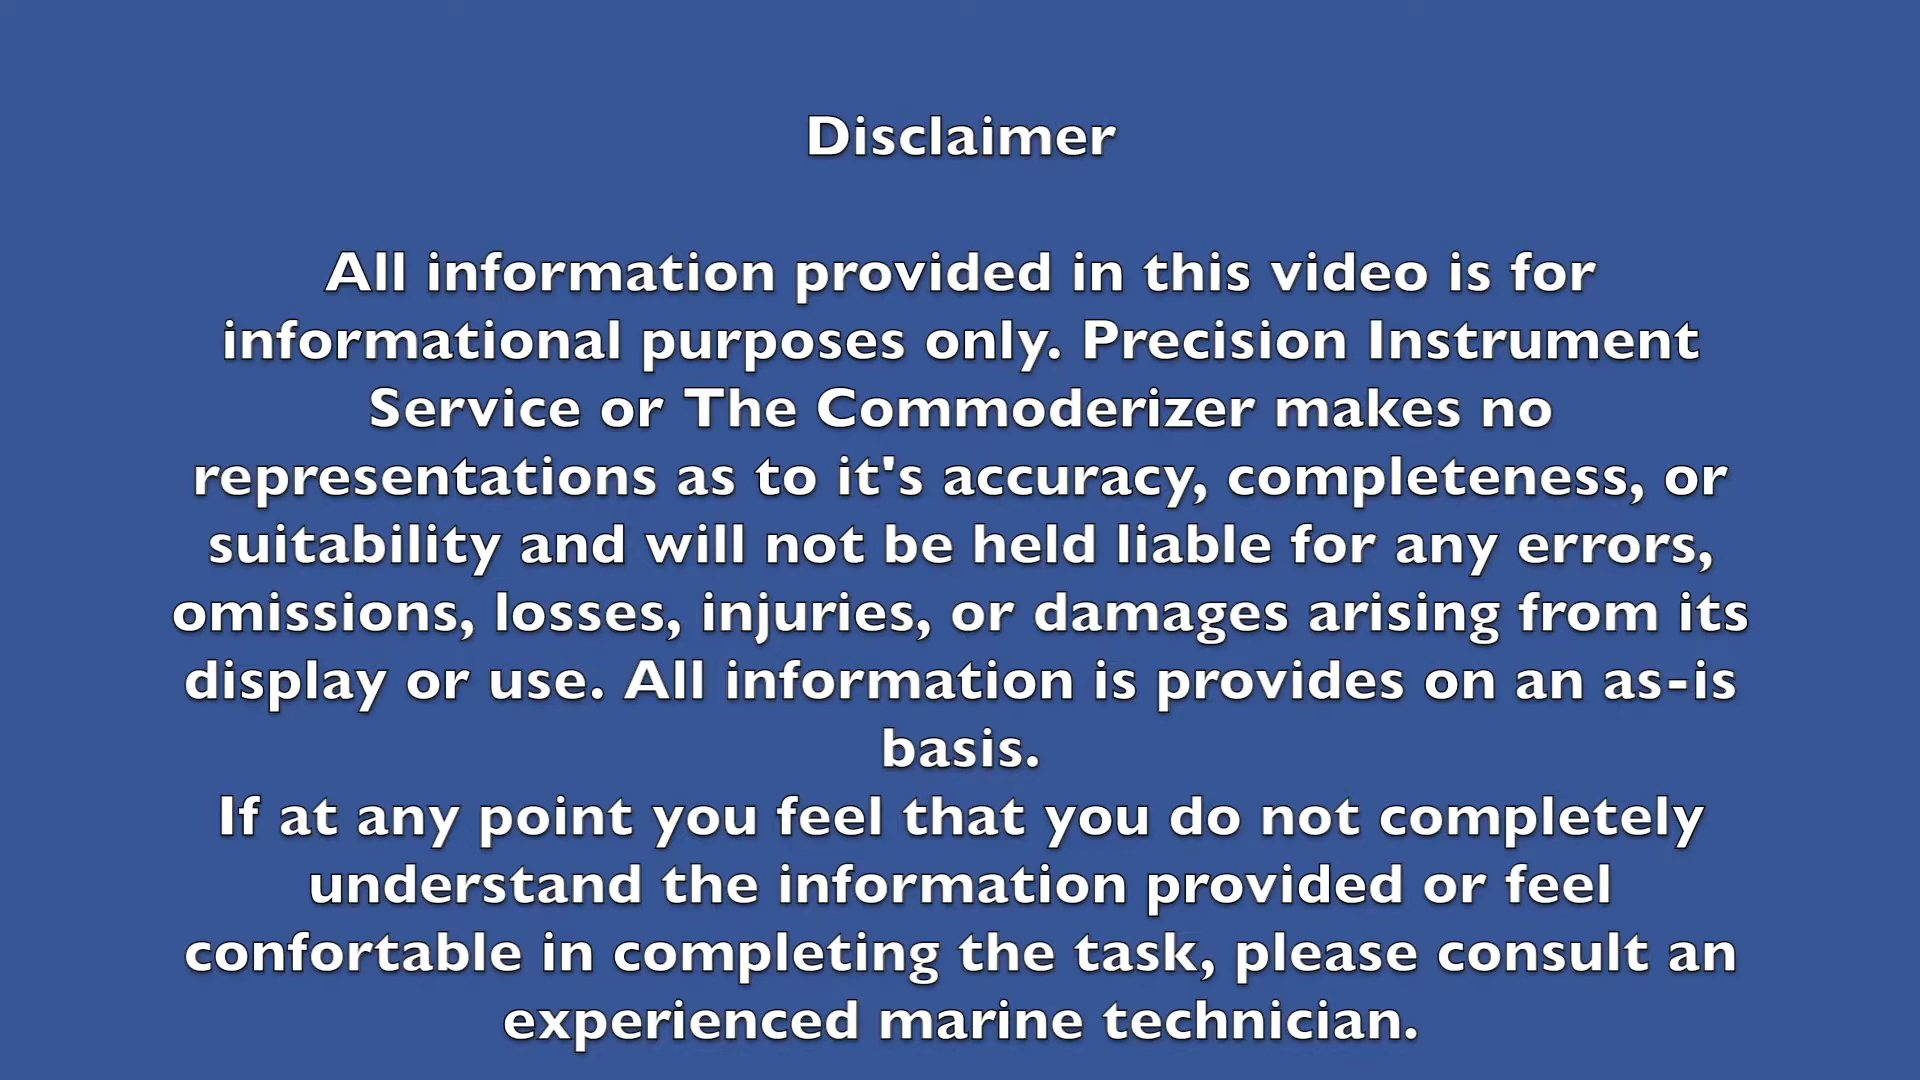 Disclaimer
All information provided in this video is for
informational purposes only. Precision Instrument
Service or The Commoderizer makes no
representations as to it's accuracy, completeness, or
suitability and will not be held liable for any errors,
omissions, losses, injuries, or damages arising from its
display or use. All information is provides on an as-is
basis.
If at any point you feel that you do not completely
understand the information provided or feel
confortable in completing the task, please consult an
experienced marine technician.